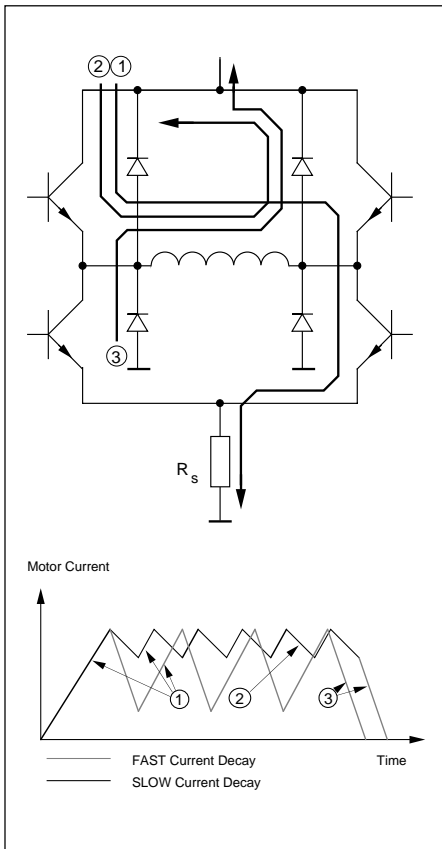 ② ①
③
R s
Motor Current
① ② ③
FAST Current Decay Time
SLOW Current Decay